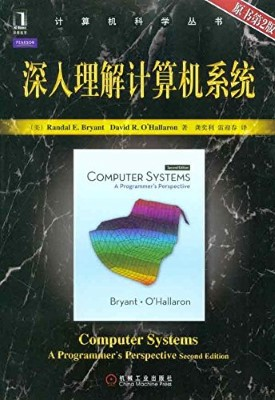 计算机科学丛书
PEARSON
原书第2版
深入理解计算机系统
(美) Randal E. Bryant David R. O'Hallaron 著 龚奕利 雷迎春 译
Second Edition
COMPUTER SYSTEMS
A PROGRAMMER'S PERSPECTIVE
Bryant • O'Hallaron
Computer Systems
A Programmer's Perspective Second Edition
机械工业出版社
China Machine Press